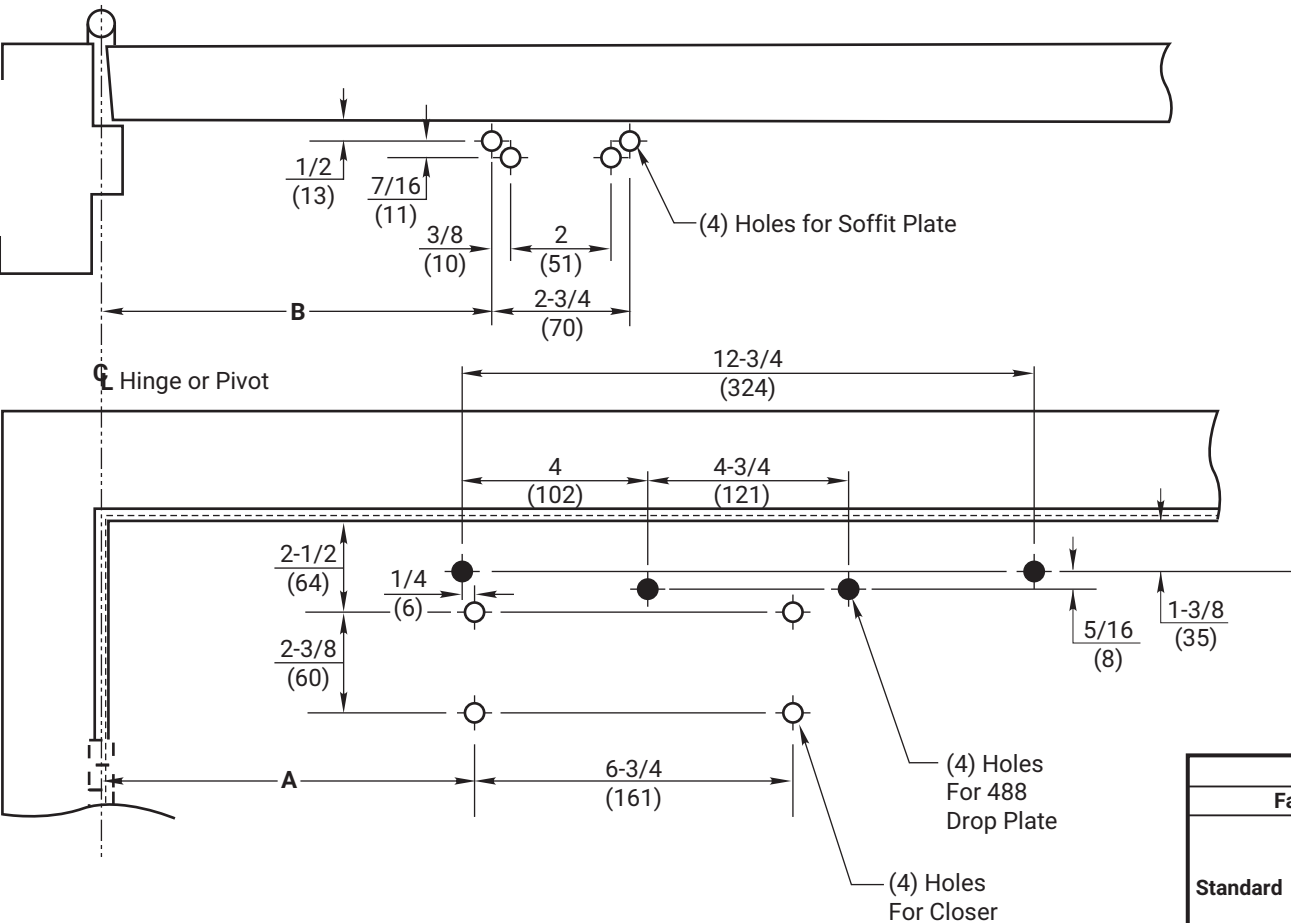 1/2
(13)
7/16
(11)
(4) Holes for Soffit Plate
3/8
(10)
2
(51)
B
2-3/4
(70)
℄ Hinge or Pivot
12-3/4
(324)
4
(102)
4-3/4
(121)
2-1/2
(64)
1/4
(6)
2-3/8
(60)
5/16
(8)
1-3/8
(35)
A
6-3/4
(161)
(4) Holes
For 488
Drop Plate
(4) Holes
For Closer
Standard